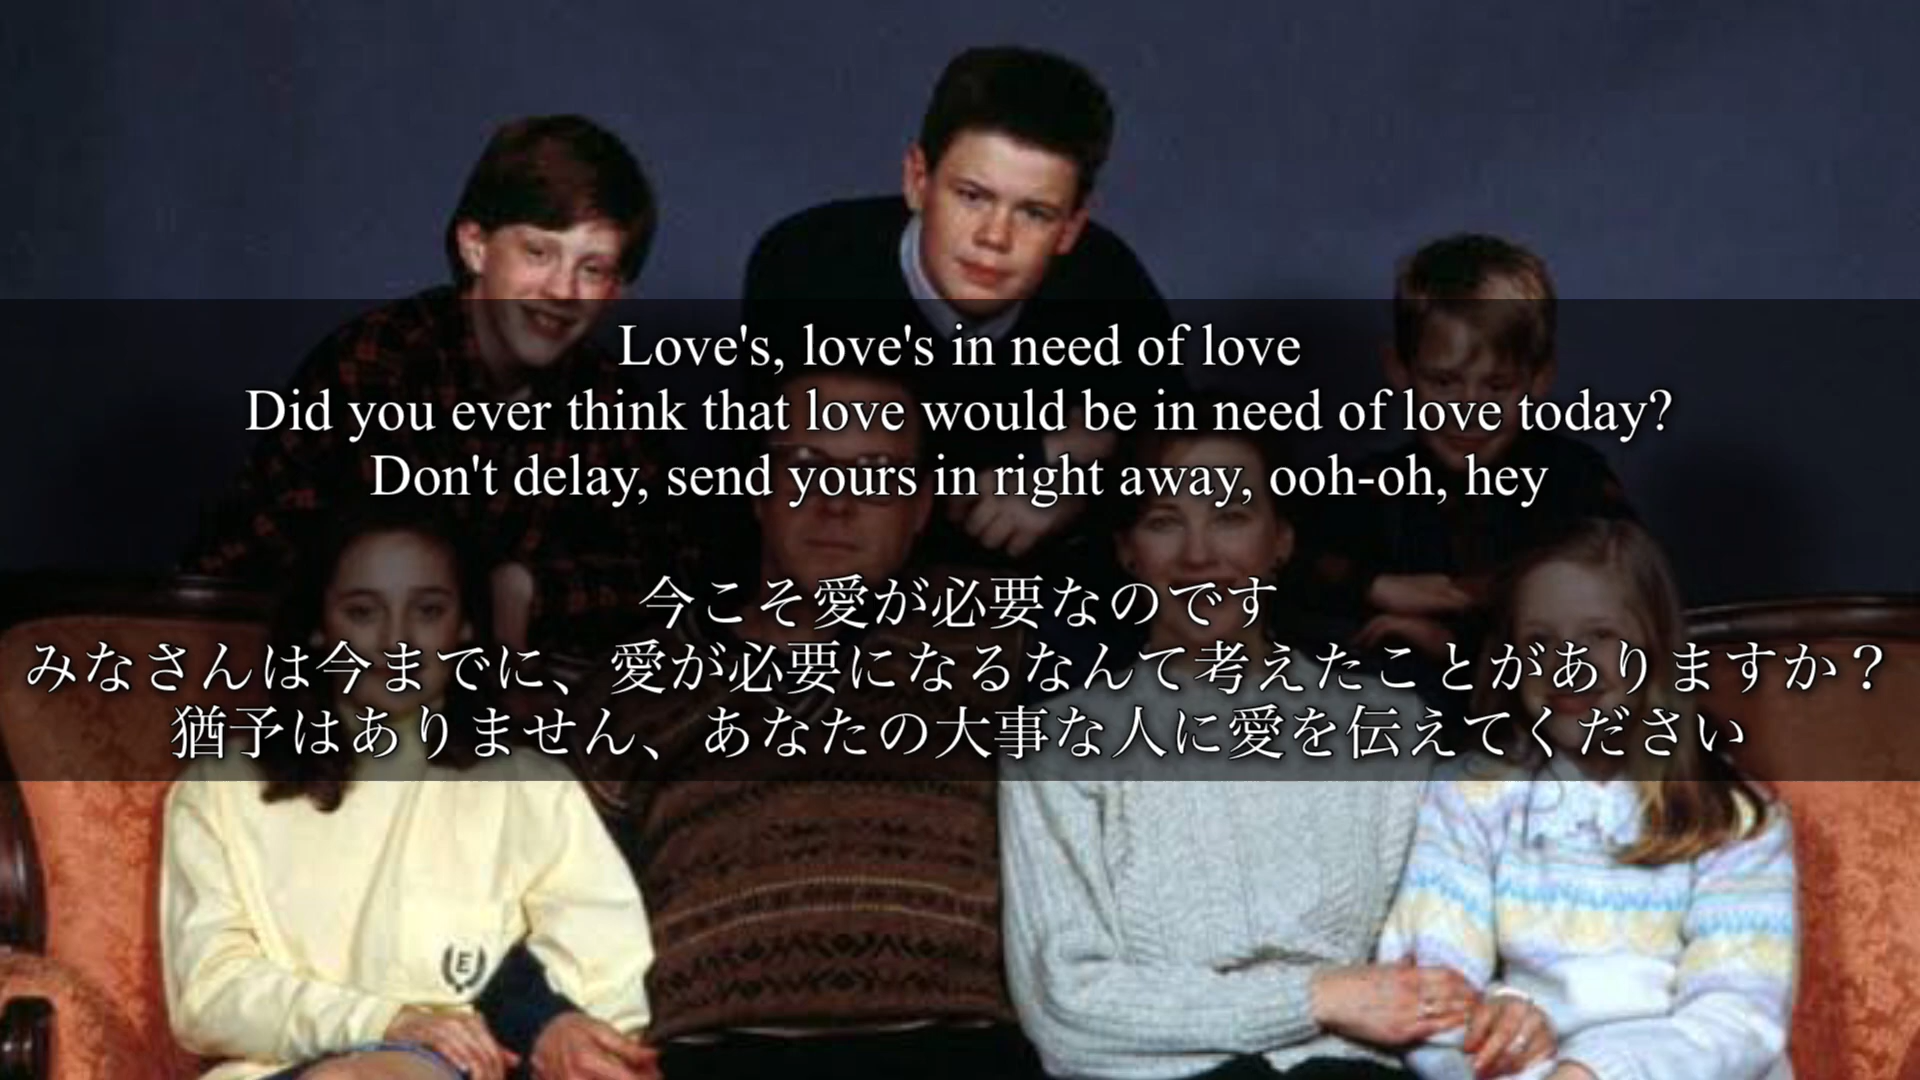 Love's, love's in need of love
Did you ever think that love would be in need of love today?
Don't delay, send yours in right away, ooh-oh, hey
今こそ愛が必要なのです
みなさんは今までに、愛が必要になるなんて考えたことがありますか？
猶予はありません、あなたの大事な人に愛を伝えてください
E